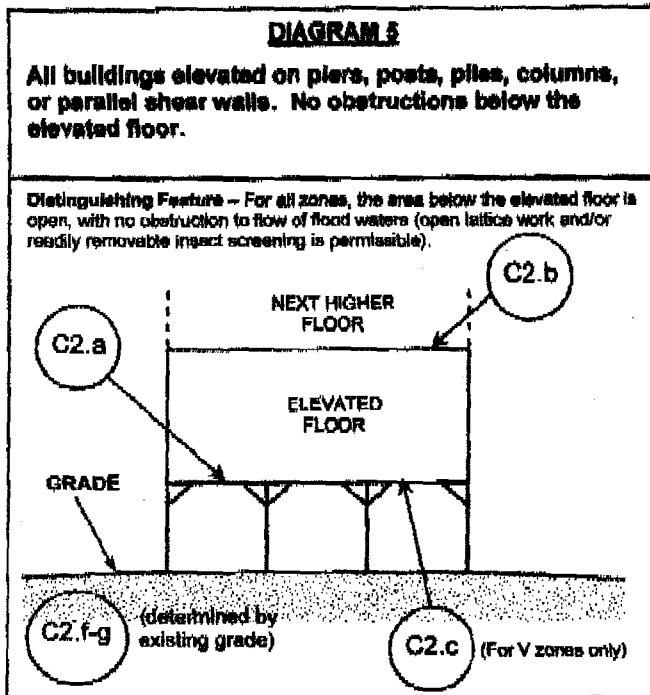 DIAGRAM 5
All buildings elevated on piers, posts, piles, columns,
or parallel shear walls. No obstructions below the
elevated floor.
Distinguishing Feature – For all zones, the area below the elevated floor is
open, with no obstruction to flow of flood waters (open lattice work and/or
readily removable insect screening is permissible).
C2.b
NEXT HIGHER
FLOOR
C2.a
ELEVATED
FLOOR
GRADE
C2.f-g
(determined by
existing grade)
C2.c
(For V zones only)